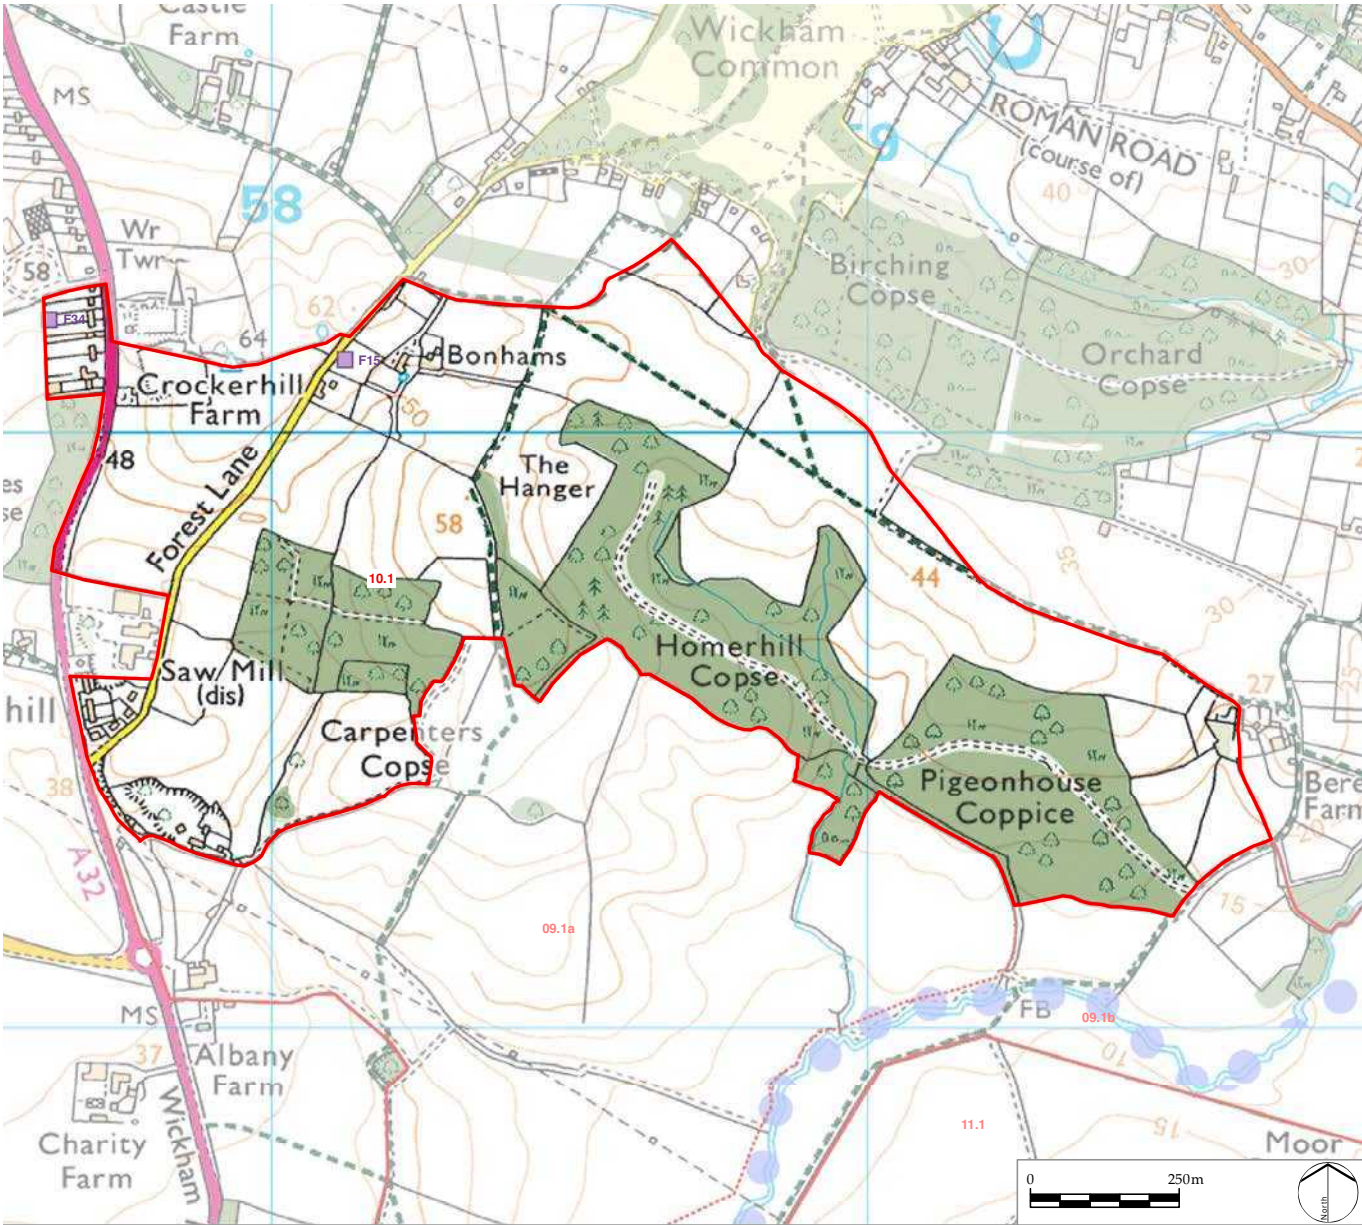 Castle
Farm
Wickham
Common
MS
ROMAN ROAD
(course of)
59
40
58
Wr
Twr
58
30
Birching
Copse
62
F34
64
F15
Bonhams
Orchard
Copse
Crockerhill
Farm
50
48
The
Hanger
Forest Lane
58
35
10.1
44
30
Homerhill
Copse
Saw Mill
(dis)
hill
27
25
Carpenters
Copse
38
Pigeonhouse
Coppice
Bere
Farm
20
A32
15
09.1a
MS
FB
09.1b
37
Albany
Farm
10
Wickham
11.1
15
Charity
Farm
Moor
0
250m
North